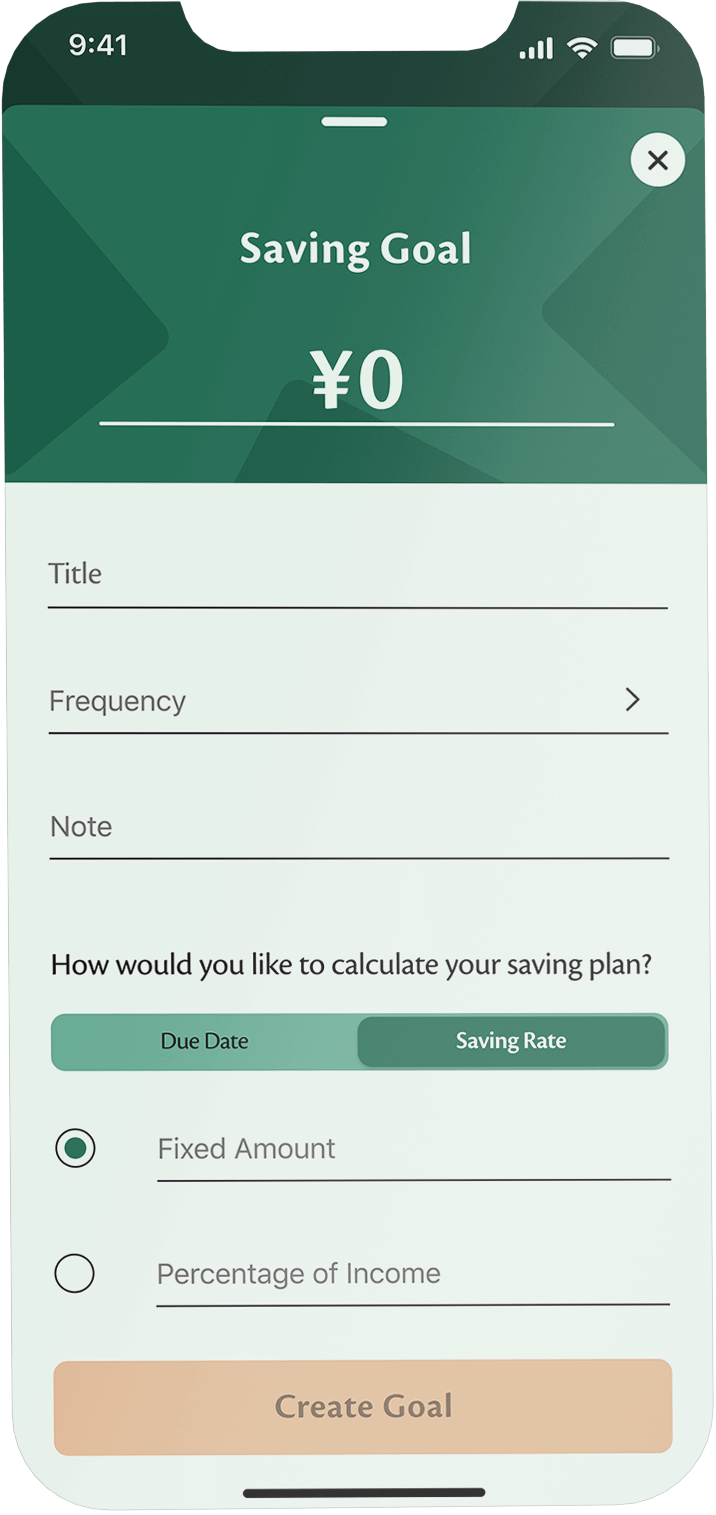 9:41
Saving Goal
¥0
Title
Frequency
Note
How would you like to calculate your saving plan?
Due Date Saving Rate
Fixed Amount
Percentage of Income
Create Goal